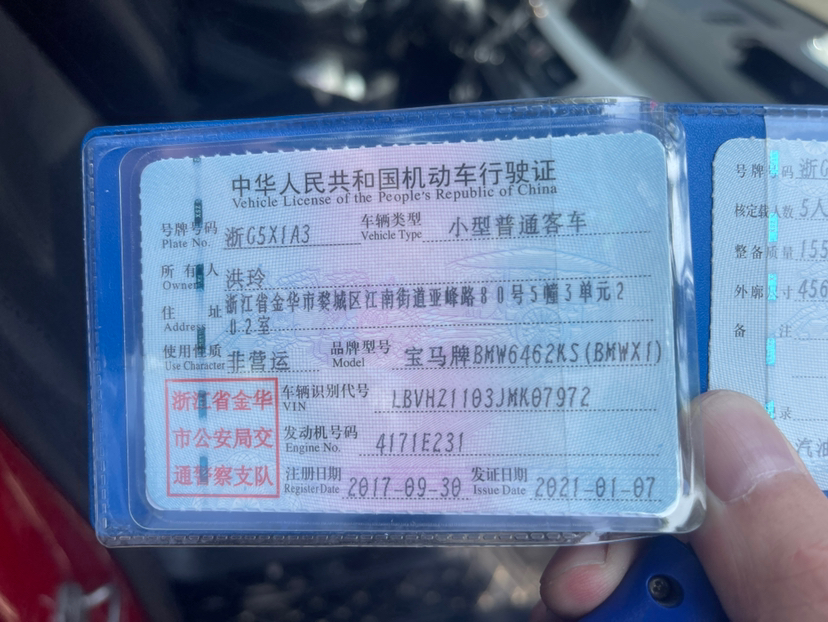 中华人民共和国机动车行驶证
Vehicle License of the People's Republic of China
号牌号码 浙G5X1A3 车辆类型 小型普通客车
Plate No. Vehicle Type
所有人 洪玲
Owner
住址 浙江省金华市婺城区江南街道亚峰路80号5幢3单元2
Address 02室
使用性质 非营运 品牌型号 宝马牌BMW6462KS(BMWX1)
Use Character Model
浙江省金华
市公安局交
通警察支队
车辆识别代号 LBVHZ1103JMK07972
VIN
发动机号码 4171E231
Engine No.
注册日期 2017-09-30 发证日期 2021-01-07
Register Date Issue Date
号牌号码 浙G
核定载人数 5人
整备质量 155
外廓尺寸 456
备注
录
汽油